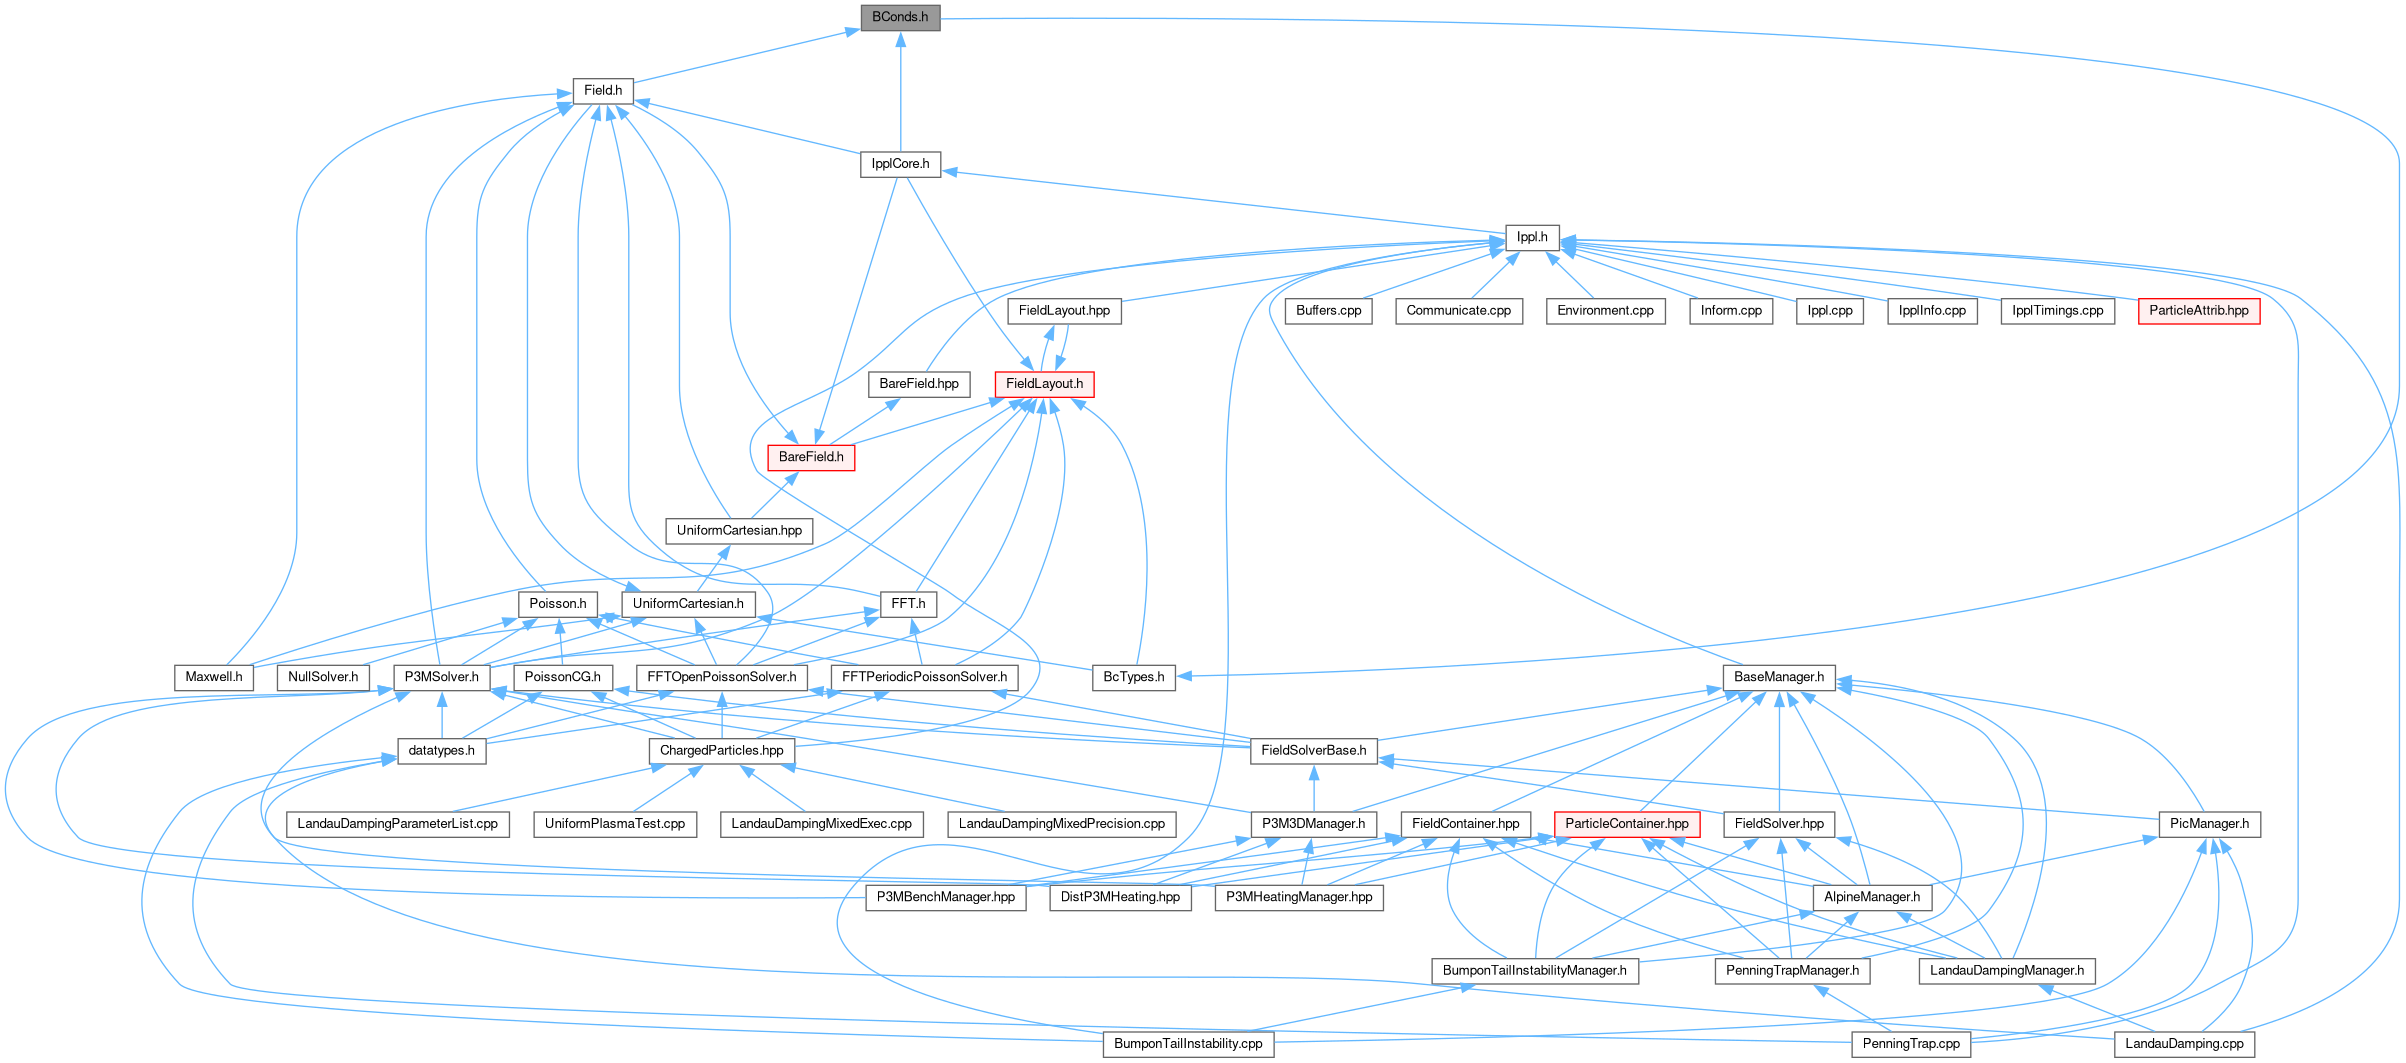 BConds.h
Field.h
IpplCore.h
Ippl.h
FieldLayout.hpp
Buffers.cpp
Communicate.cpp
Environment.cpp
Inform.cpp
Ippl.cpp
IpplInfo.cpp
IpplTimings.cpp
ParticleAttrib.hpp
BareField.hpp
FieldLayout.h
BareField.h
UniformCartesian.hpp
Poisson.h
UniformCartesian.h
FFT.h
Maxwell.h
NullSolver.h
P3MSolver.h
PoissonCG.h
FFTOpenPoissonSolver.h
FFTPeriodicPoissonSolver.h
BcTypes.h
BaseManager.h
datatypes.h
ChargedParticles.hpp
FieldSolverBase.h
LandauDampingParameterList.cpp
UniformPlasmaTest.cpp
LandauDampingMixedExec.cpp
LandauDampingMixedPrecision.cpp
P3M3DManager.h
FieldContainer.hpp
ParticleContainer.hpp
FieldSolver.hpp
PicManager.h
P3MBenchManager.hpp
DistP3MHeating.hpp
P3MHeatingManager.hpp
AlpineManager.h
BumponTailInstabilityManager.h
PenningTrapManager.h
LandauDampingManager.h
BumponTailInstability.cpp
PenningTrap.cpp
LandauDamping.cpp